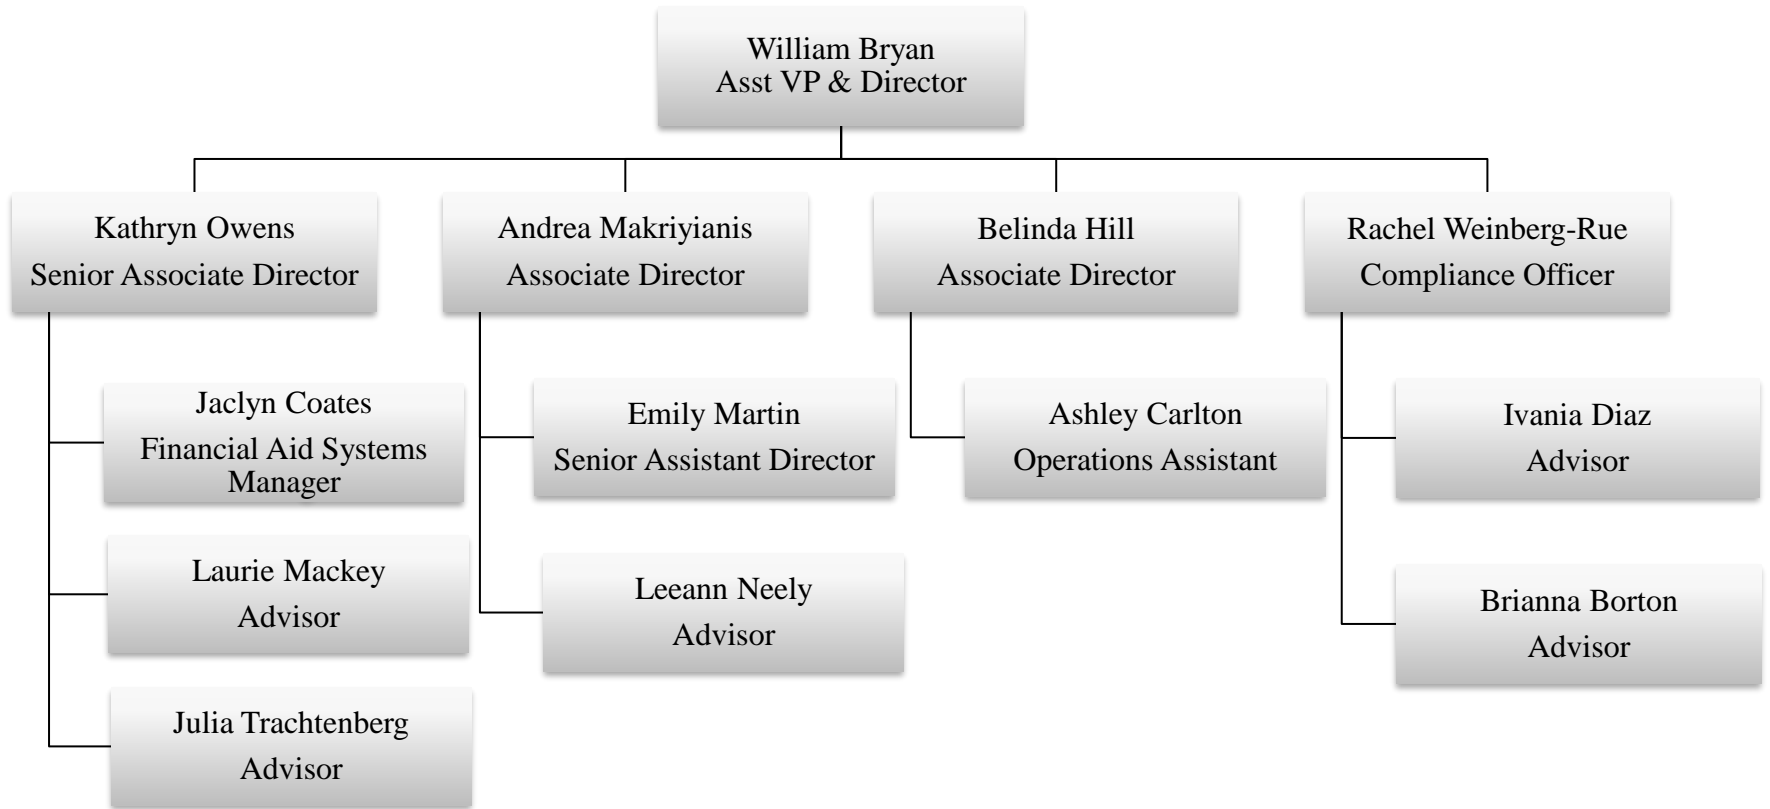 William Bryan
Asst VP & Director
Kathryn Owens
Senior Associate Director
Andrea Makriyianis
Associate Director
Belinda Hill
Associate Director
Rachel Weinberg-Rue
Compliance Officer
Jaclyn Coates
Financial Aid Systems
Manager
Laurie Mackey
Advisor
Julia Trachtenberg
Advisor
Emily Martin
Senior Assistant Director
Leeann Neely
Advisor
Ashley Carlton
Operations Assistant
Ivania Diaz
Advisor
Brianna Borton
Advisor